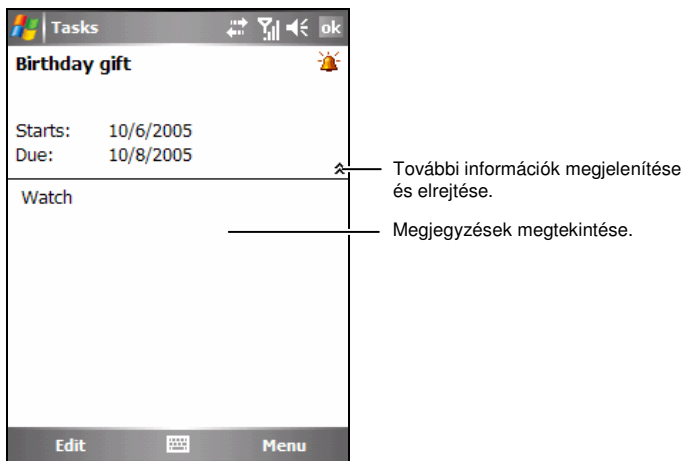 Tasks ok
Birthday gift
Starts: 10/6/2005
Due: 10/8/2005
További információk megjelenítése
és elrejtése.
Watch
Megjegyzések megtekintése.
Edit Menu